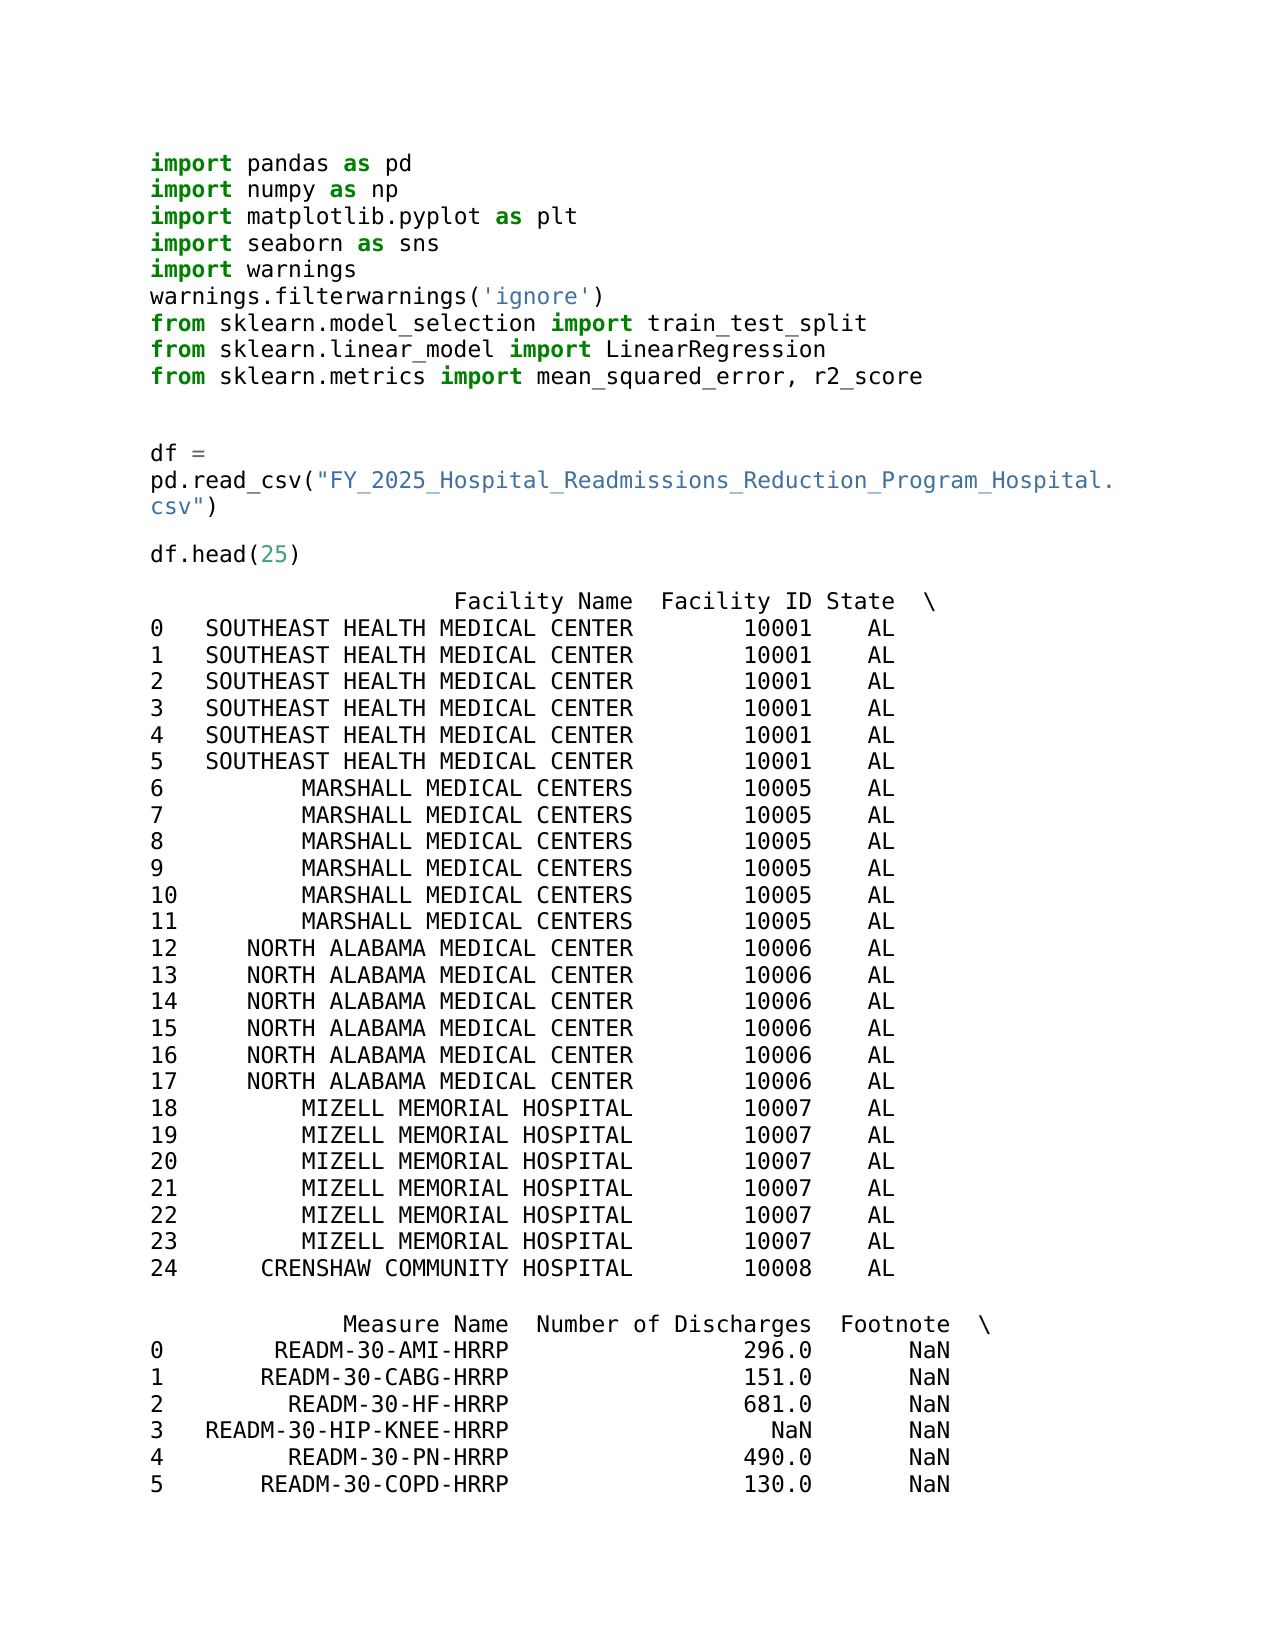 import pandas as pd
import numpy as np
import matplotlib.pyplot as plt
import seaborn as sns
import warnings
warnings.filterwarnings('ignore')
from sklearn.model_selection import train_test_split
from sklearn.linear_model import LinearRegression
from sklearn.metrics import mean_squared_error, r2_score
df =
pd.read_csv("FY_2025_Hospital_Readmissions_Reduction_Program_Hospital.
csv")
df.head(25)
Facility Name  Facility ID State  \
0   SOUTHEAST HEALTH MEDICAL CENTER        10001    AL
1   SOUTHEAST HEALTH MEDICAL CENTER        10001    AL
2   SOUTHEAST HEALTH MEDICAL CENTER        10001    AL
3   SOUTHEAST HEALTH MEDICAL CENTER        10001    AL
4   SOUTHEAST HEALTH MEDICAL CENTER        10001    AL
5   SOUTHEAST HEALTH MEDICAL CENTER        10001    AL
6          MARSHALL MEDICAL CENTERS        10005    AL
7          MARSHALL MEDICAL CENTERS        10005    AL
8          MARSHALL MEDICAL CENTERS        10005    AL
9          MARSHALL MEDICAL CENTERS        10005    AL
10         MARSHALL MEDICAL CENTERS        10005    AL
11         MARSHALL MEDICAL CENTERS        10005    AL
12     NORTH ALABAMA MEDICAL CENTER        10006    AL
13     NORTH ALABAMA MEDICAL CENTER        10006    AL
14     NORTH ALABAMA MEDICAL CENTER        10006    AL
15     NORTH ALABAMA MEDICAL CENTER        10006    AL
16     NORTH ALABAMA MEDICAL CENTER        10006    AL
17     NORTH ALABAMA MEDICAL CENTER        10006    AL
18         MIZELL MEMORIAL HOSPITAL        10007    AL
19         MIZELL MEMORIAL HOSPITAL        10007    AL
20         MIZELL MEMORIAL HOSPITAL        10007    AL
21         MIZELL MEMORIAL HOSPITAL        10007    AL
22         MIZELL MEMORIAL HOSPITAL        10007    AL
23         MIZELL MEMORIAL HOSPITAL        10007    AL
24      CRENSHAW COMMUNITY HOSPITAL        10008    AL
Measure Name  Number of Discharges  Footnote  \
0        READM-30-AMI-HRRP                 296.0       NaN
1       READM-30-CABG-HRRP                 151.0       NaN
2         READM-30-HF-HRRP                 681.0       NaN
3   READM-30-HIP-KNEE-HRRP                   NaN       NaN
4         READM-30-PN-HRRP                 490.0       NaN
5       READM-30-COPD-HRRP                 130.0       NaN